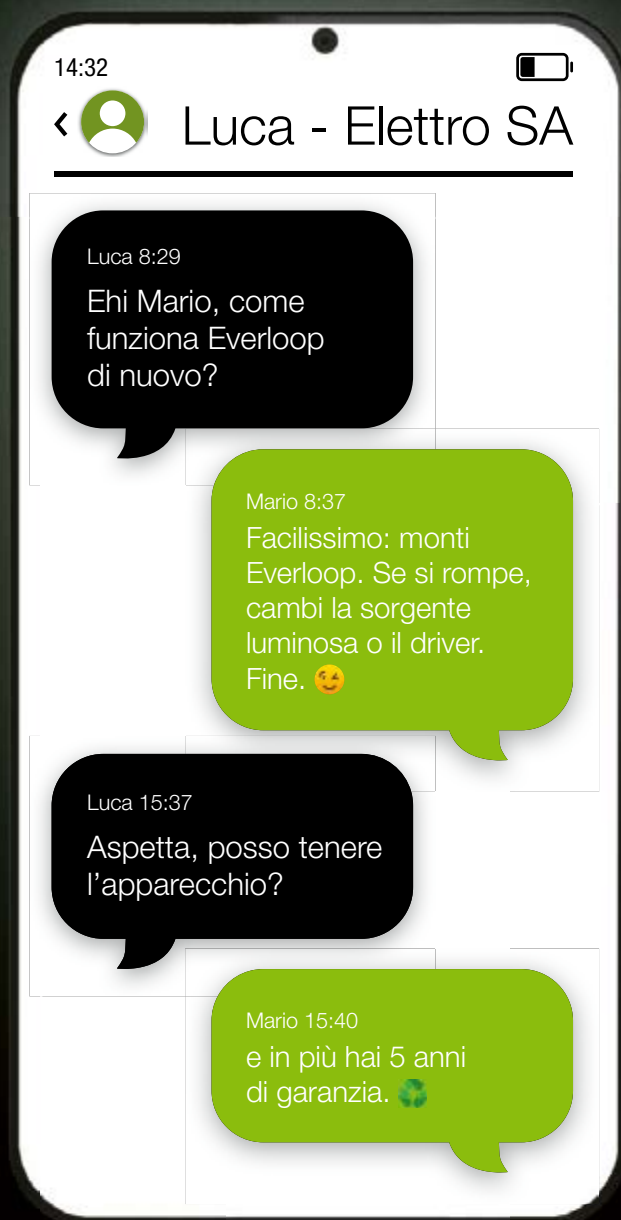 14:32
Luca - Elettro SA
Luca 8:29
Ehi Mario, come
funziona Everloop
di nuovo?
Mario 8:37
Facilissimo: monti
Everloop. Se si rompe,
cambi la sorgente
luminosa o il driver.
Fine. 😉
Luca 15:37
Aspetta, posso tenere
l’apparecchio?
Mario 15:40
e in più hai 5 anni
di garanzia. ♻️